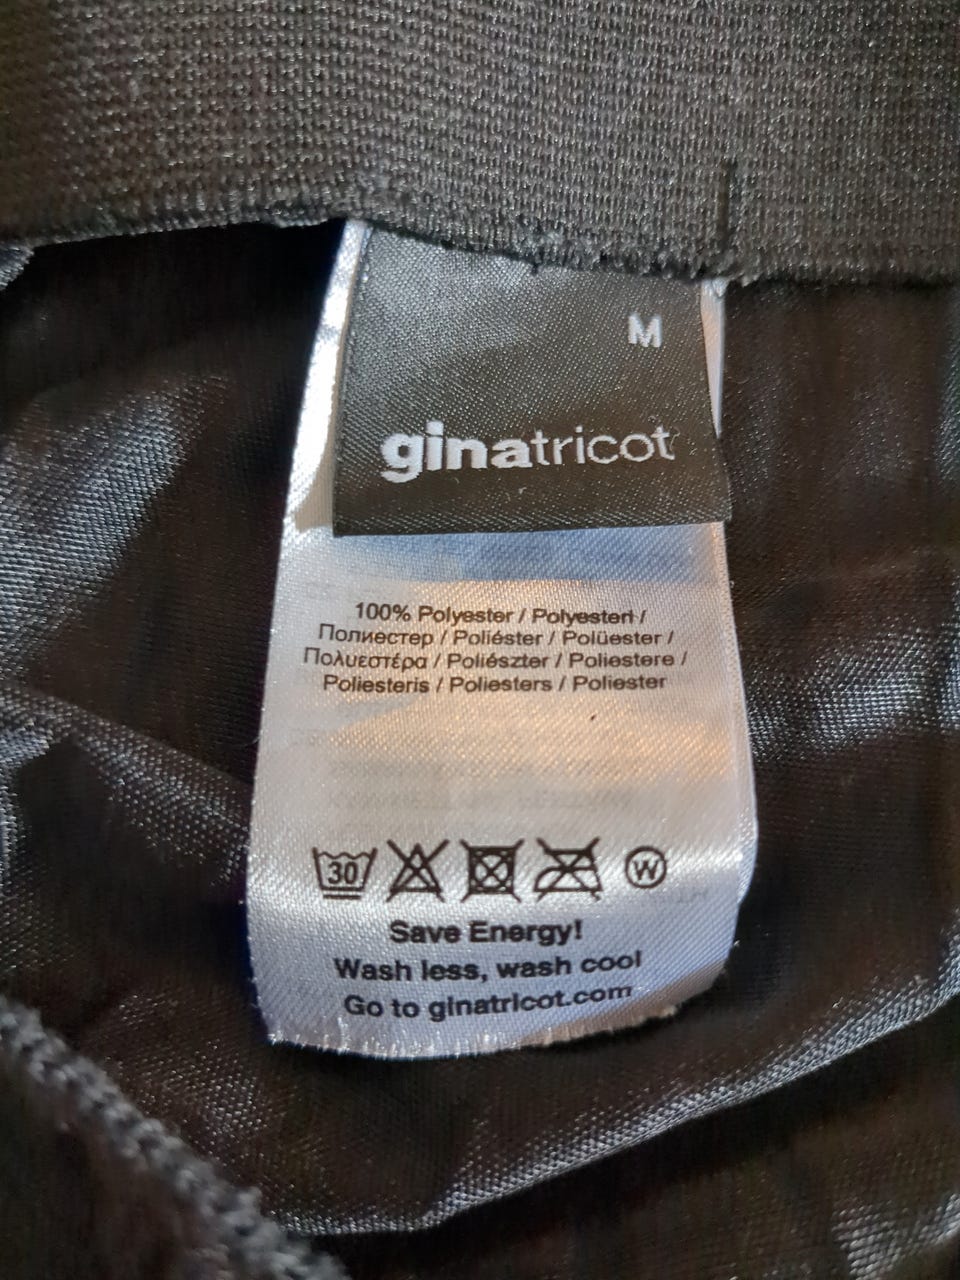 M
ginatricot
100% Polyester / Polyesteri /
Полиестер / Poliéster / Polüester /
Πολυεστέρα / Poliészter / Poliestere /
Poliesteris / Poliesters / Poliester
30 W
Save Energy!
Wash less, wash cool
Go to ginatricot.com